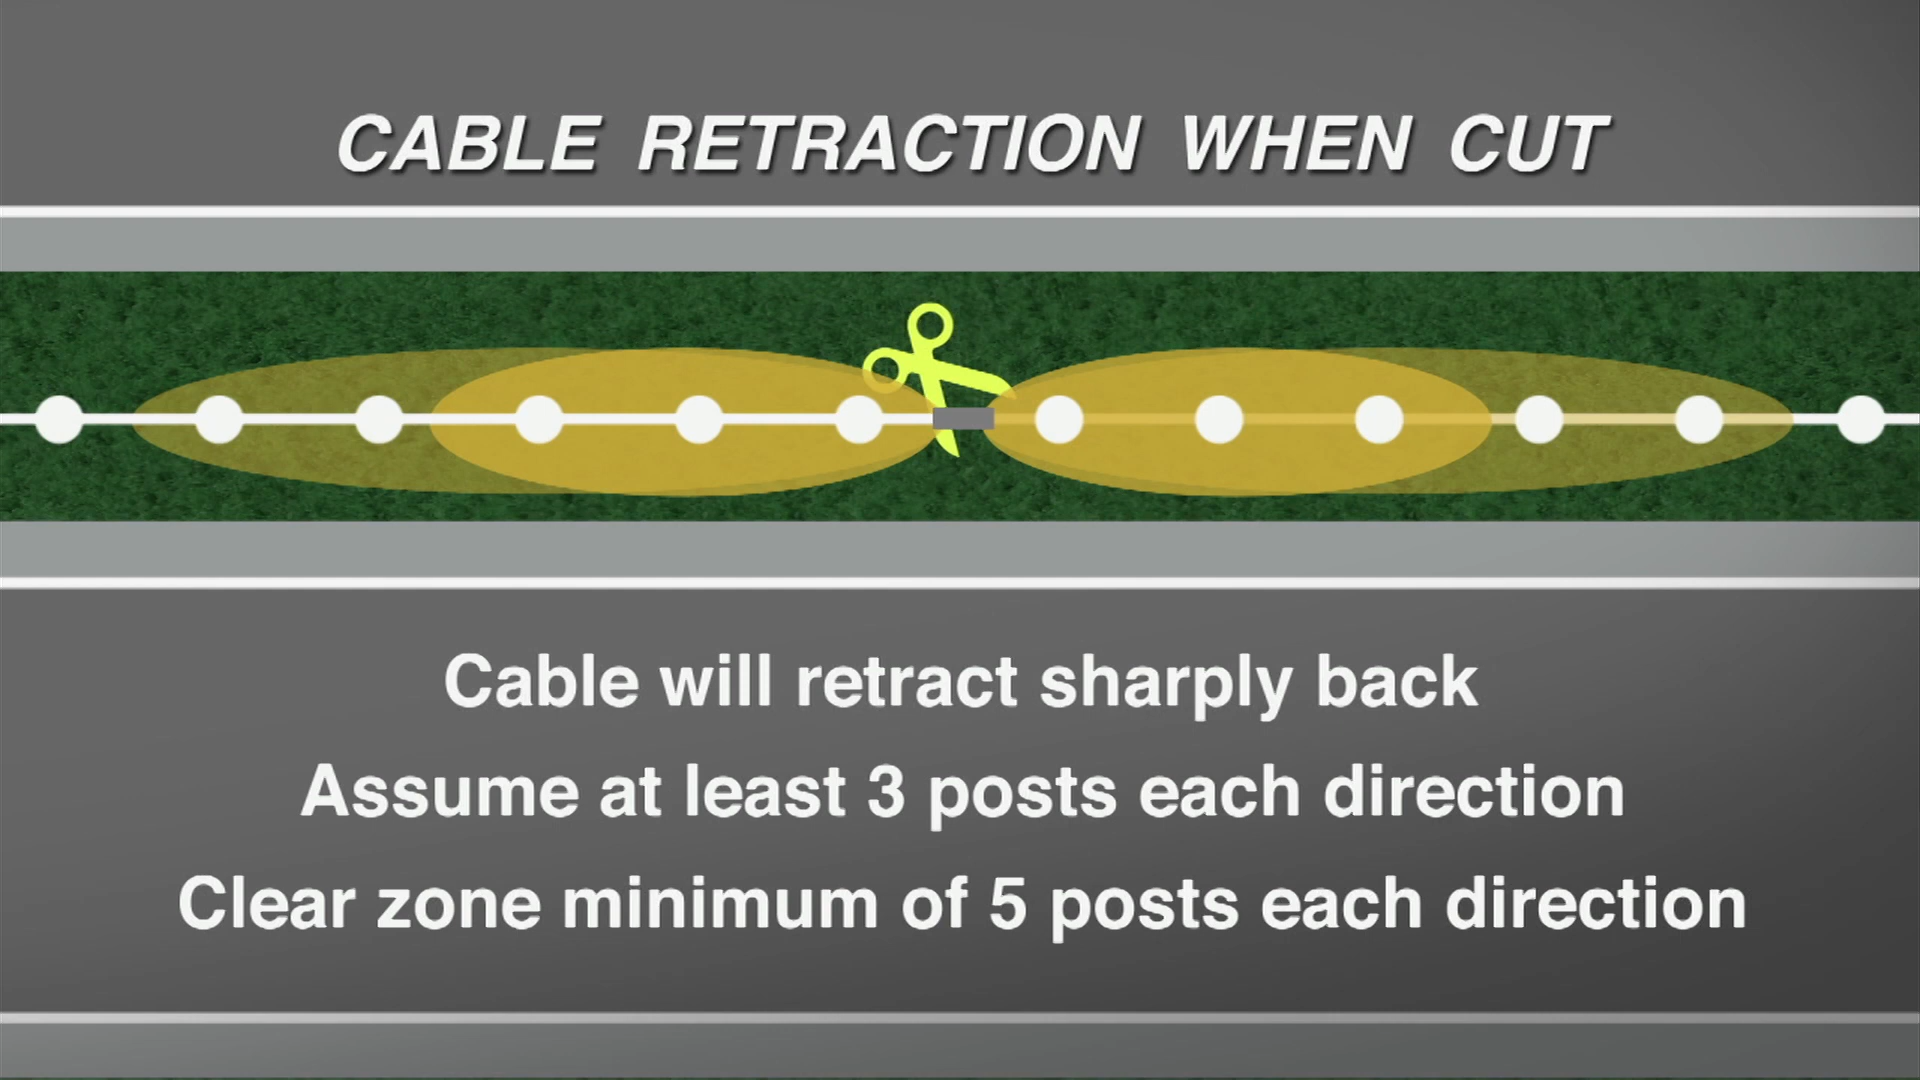 CABLE RETRACTION WHEN CUT
Cable will retract sharply back
Assume at least 3 posts each direction
Clear zone minimum of 5 posts each direction